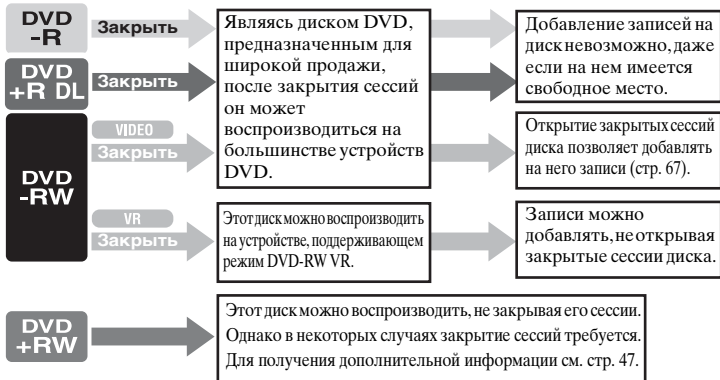 DVD
-R
Закрыть
DVD
+R DL
Закрыть
Являясь диском DVD,
предназначенным для
широкой продажи,
после закрытия сессий
он может
воспроизводиться на
большинстве устройств
DVD.
Добавление записей на
диск невозможно, даже
если на нем имеется
свободное место.
DVD
-RW
VIDEO
Закрыть
Открытие закрытых сессий
диска позволяет добавлять
на него записи (стр. 67).
VR
Закрыть
Этот диск можно воспроизводить
на устройстве, поддерживающем
режим DVD-RW VR.
Записи можно
добавлять, не открывая
закрытые сессии диска.
DVD
+RW
Этот диск можно воспроизводить, не закрывая его сессии.
Однако в некоторых случаях закрытие сессий требуется.
Для получения дополнительной информации см. стр. 47.